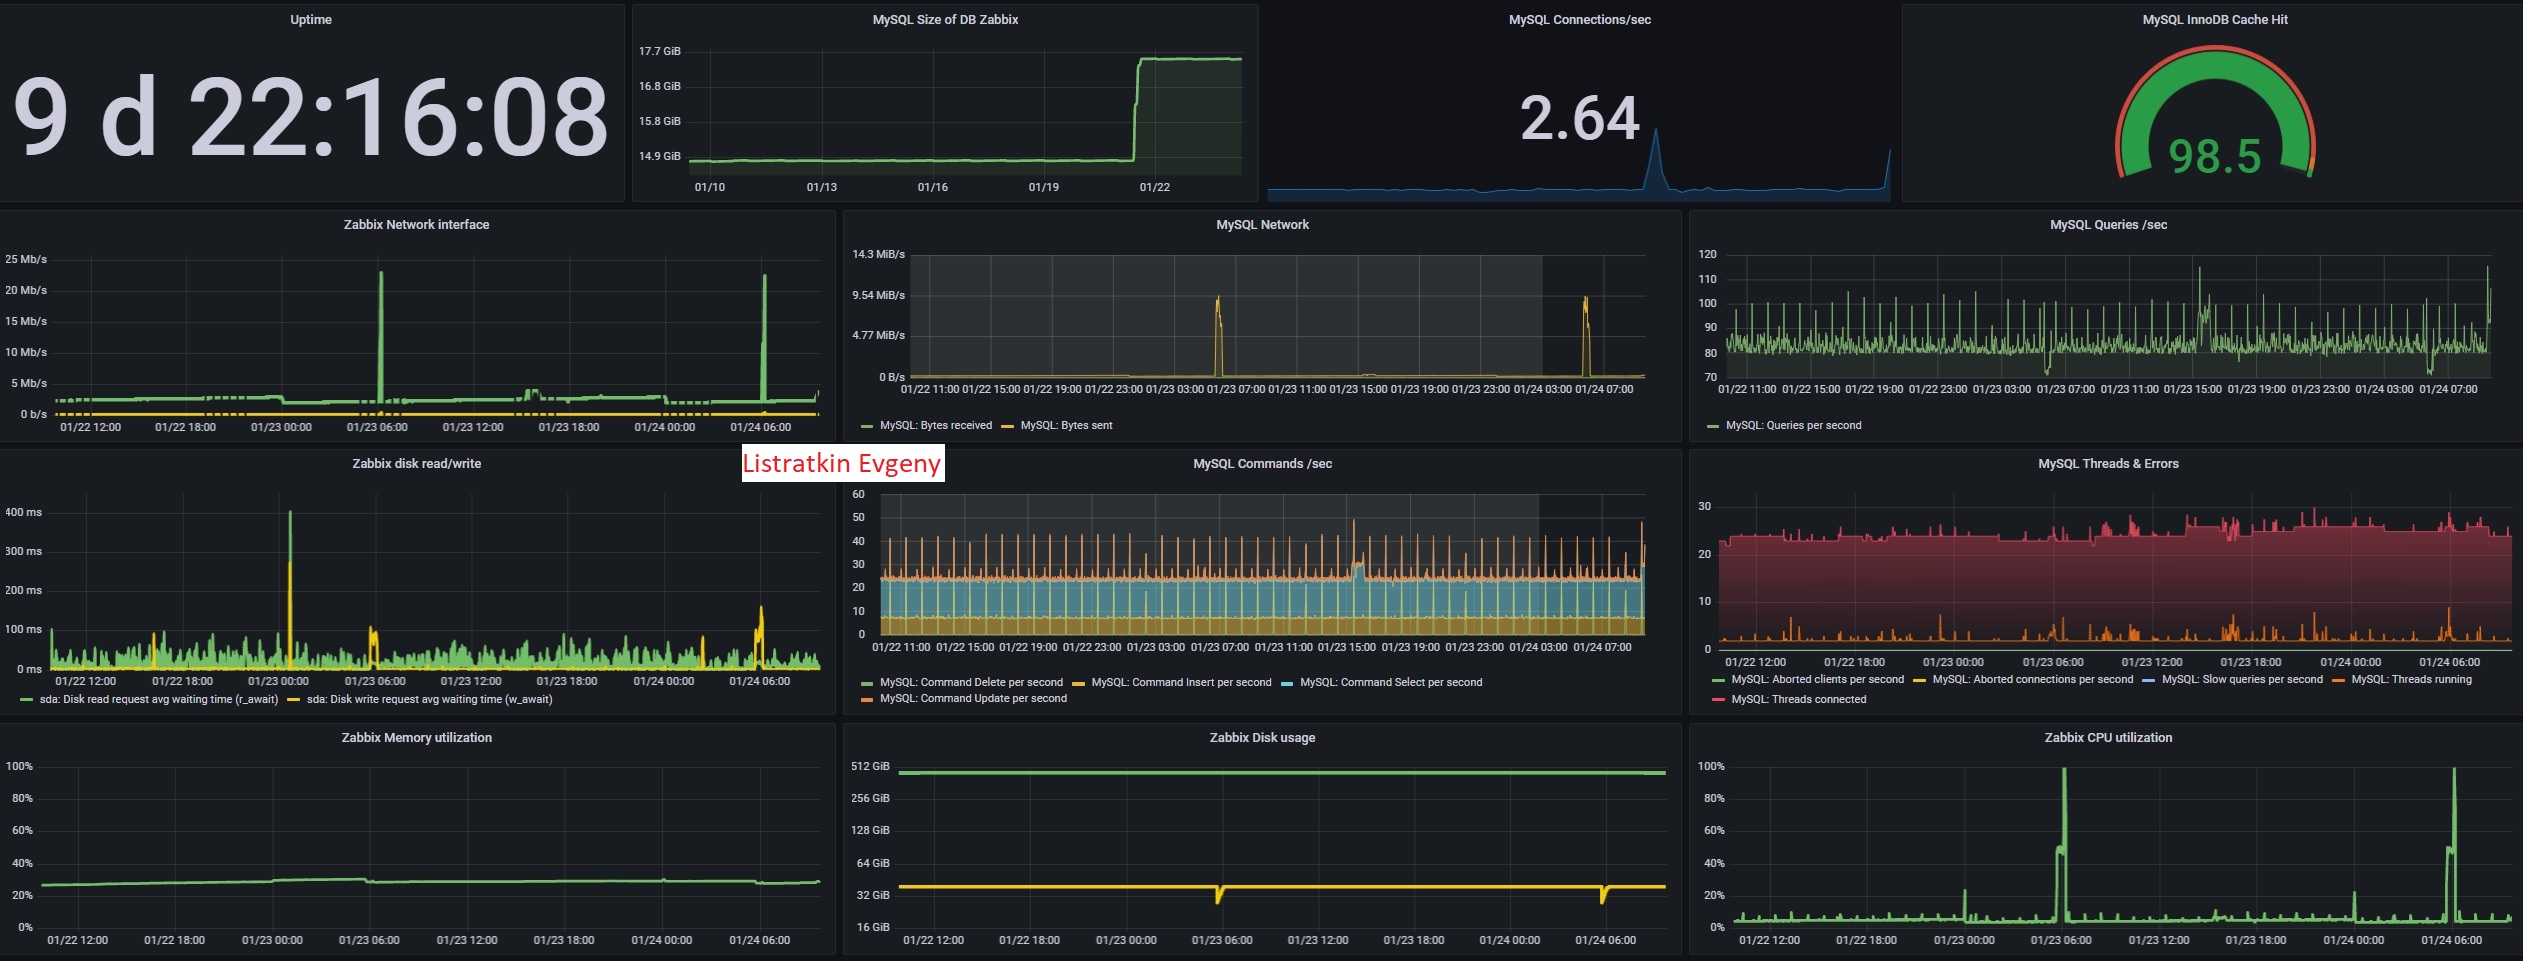 Uptime
9 d 22:16:08
MySQL Size of DB Zabbix
17.7 GiB
16.8 GiB
15.8 GiB
14.9 GiB
01/10 01/13 01/16 01/19 01/22
MySQL Connections/sec
2.64
MySQL InnoDB Cache Hit
98.5
Zabbix Network interface
25 Mb/s
20 Mb/s
15 Mb/s
10 Mb/s
5 Mb/s
0 b/s
01/22 12:00 01/22 18:00 01/23 00:00 01/23 06:00 01/23 12:00 01/23 18:00 01/24 00:00 01/24 06:00
MySQL Network
14.3 MiB/s
9.54 MiB/s
4.77 MiB/s
0 B/s
01/22 11:00 01/22 15:00 01/22 19:00 01/22 23:00 01/23 03:00 01/23 07:00 01/23 11:00 01/23 15:00 01/23 19:00 01/23 23:00 01/24 03:00 01/24 07:00
MySQL: Bytes received MySQL: Bytes sent
MySQL Queries /sec
120
110
100
90
80
70
01/22 11:00 01/22 15:00 01/22 19:00 01/22 23:00 01/23 03:00 01/23 07:00 01/23 11:00 01/23 15:00 01/23 19:00 01/23 23:00 01/24 03:00 01/24 07:00
MySQL: Queries per second
Listratkin Evgeny
Zabbix disk read/write
400 ms
300 ms
200 ms
100 ms
0 ms
01/22 12:00 01/22 18:00 01/23 00:00 01/23 06:00 01/23 12:00 01/23 18:00 01/24 00:00 01/24 06:00
sda: Disk read request avg waiting time (r_await) sda: Disk write request avg waiting time (w_await)
MySQL Commands /sec
60
50
40
30
20
10
0
01/22 11:00 01/22 15:00 01/22 19:00 01/22 23:00 01/23 03:00 01/23 07:00 01/23 11:00 01/23 15:00 01/23 19:00 01/23 23:00 01/24 03:00 01/24 07:00
MySQL: Command Delete per second MySQL: Command Insert per second MySQL: Command Select per second
MySQL: Command Update per second
MySQL Threads & Errors
30
20
10
0
01/22 12:00 01/22 18:00 01/23 00:00 01/23 06:00 01/23 12:00 01/23 18:00 01/24 00:00 01/24 06:00
MySQL: Aborted clients per second MySQL: Aborted connections per second MySQL: Slow queries per second MySQL: Threads running
MySQL: Threads connected
Zabbix Memory utilization
100%
80%
60%
40%
20%
0%
01/22 12:00 01/22 18:00 01/23 00:00 01/23 06:00 01/23 12:00 01/23 18:00 01/24 00:00 01/24 06:00
Zabbix Disk usage
512 GiB
256 GiB
128 GiB
64 GiB
32 GiB
16 GiB
01/22 12:00 01/22 18:00 01/23 00:00 01/23 06:00 01/23 12:00 01/23 18:00 01/24 00:00 01/24 06:00
Zabbix CPU utilization
100%
80%
60%
40%
20%
0%
01/22 12:00 01/22 18:00 01/23 00:00 01/23 06:00 01/23 12:00 01/23 18:00 01/24 00:00 01/24 06:00